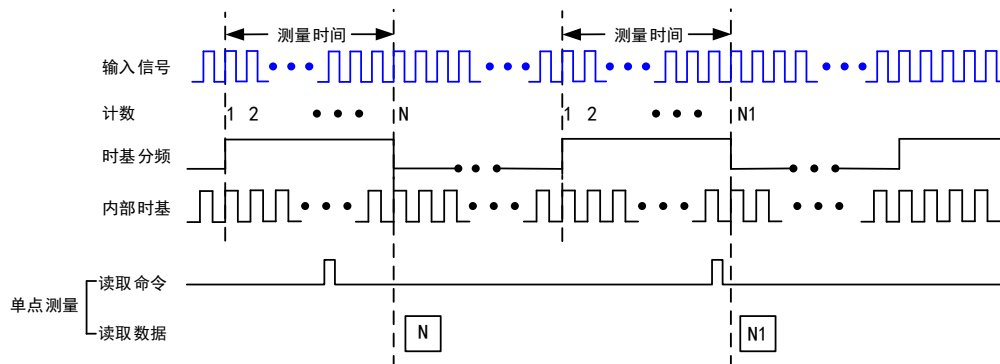 测量时间 测量时间
输入信号
计数 1 2 N 1 2 N1
时基分频
内部时基
读取命令
单点测量
读取数据 N N1